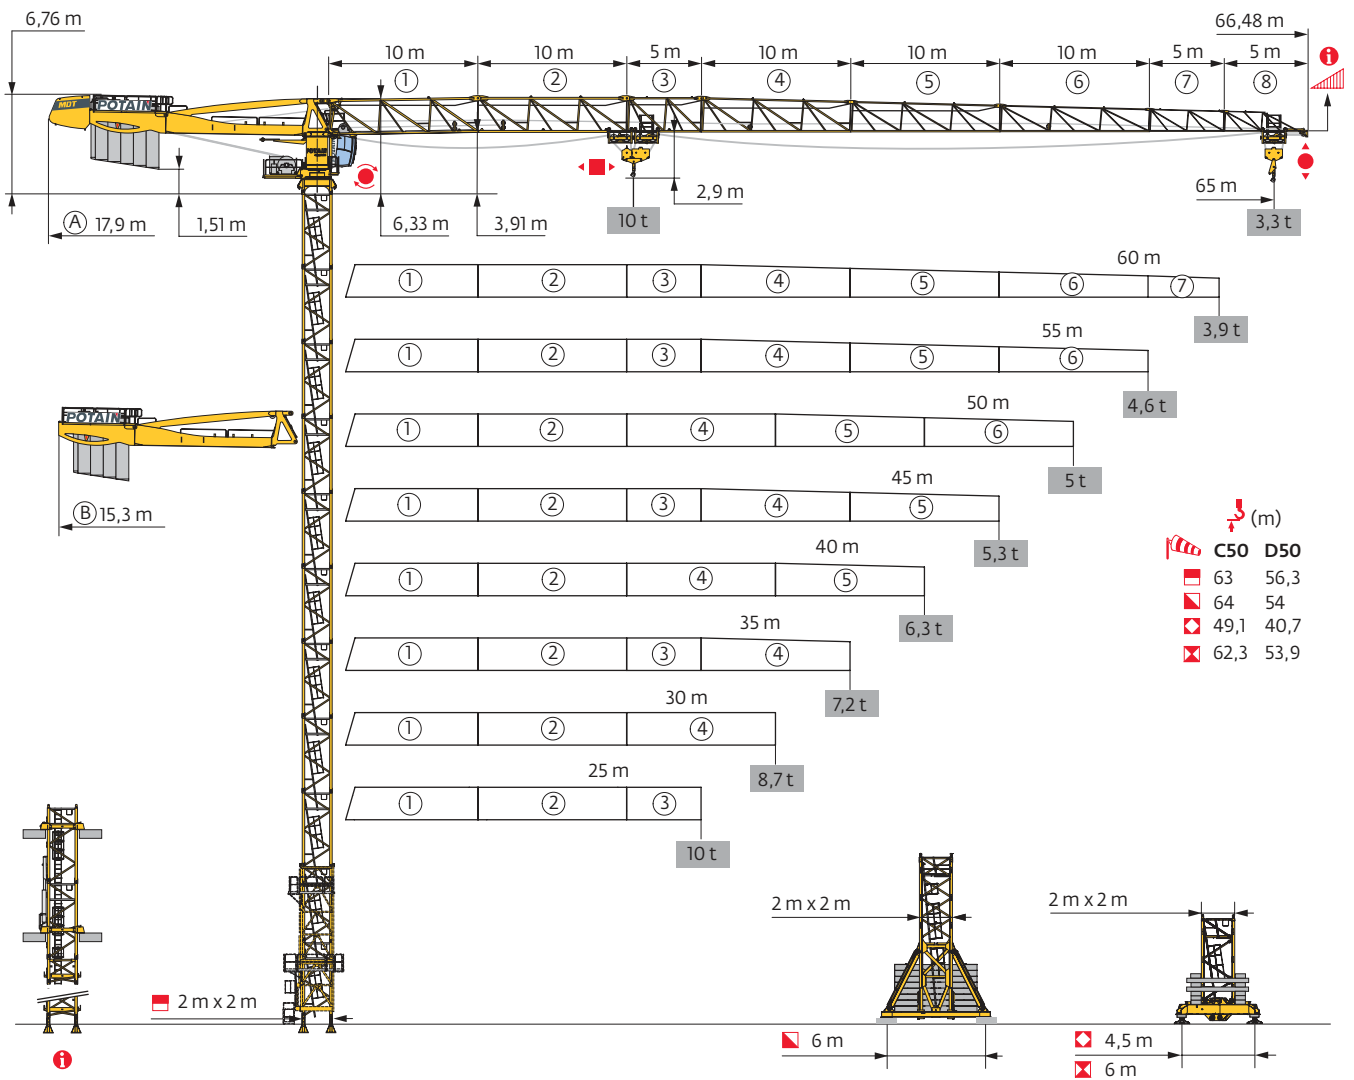 6,76 m
66,48 m
10 m 10 m 5 m 10 m 10 m 10 m 5 m 5 m
i
1 2 3 4 5 6 7 8
MDT POTAIN
POTAIN
2,9 m
65 m
A 17,9 m
1,51 m
6,33 m
3,91 m
10 t
3,3 t
60 m
1 2 3 4 5 6 7
3,9 t
55 m
1 2 3 4 5 6
4,6 t
POTAIN
50 m
1 2 4 5 6
5 t
B 15,3 m
45 m
1 2 3 4 5
5,3 t
(m)
C50 D50
63 56,3
64 54
49,1 40,7
62,3 53,9
40 m
1 2 4 5
6,3 t
35 m
1 2 3 4
7,2 t
30 m
1 2 4
8,7 t
25 m
1 2 3
10 t
2 m x 2 m
2 m x 2 m
2 m x 2 m
6 m
4,5 m
6 m
i